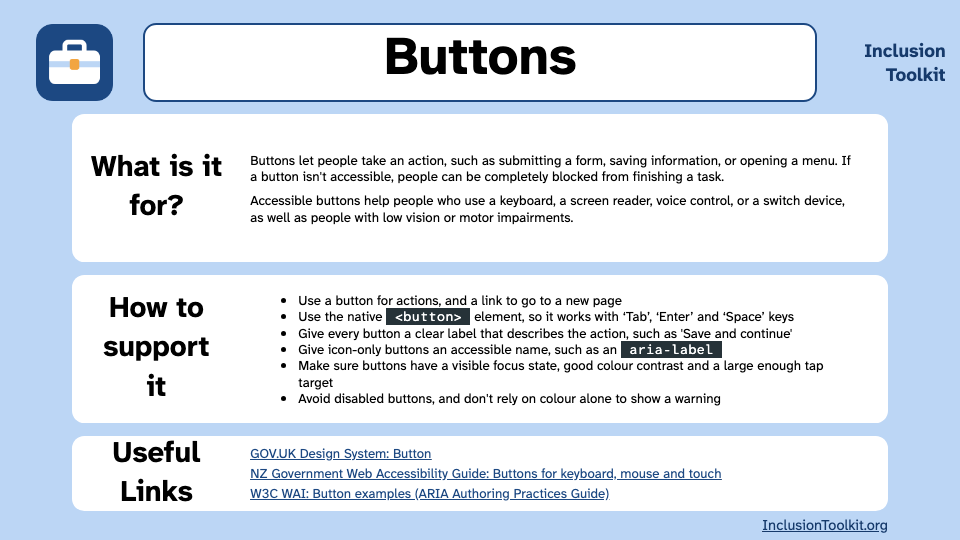 Buttons
Inclusion
Toolkit
What is it
for?
Buttons let people take an action, such as submitting a form, saving information, or opening a menu. If
a button isn't accessible, people can be completely blocked from finishing a task.
Accessible buttons help people who use a keyboard, a screen reader, voice control, or a switch device,
as well as people with low vision or motor impairments.
How to
support
it
● Use a button for actions, and a link to go to a new page
● Use the native <button> element, so it works with ‘Tab’, ‘Enter’ and ‘Space’ keys
● Give every button a clear label that describes the action, such as 'Save and continue'
● Give icon-only buttons an accessible name, such as an aria-label
● Make sure buttons have a visible focus state, good colour contrast and a large enough tap
target
● Avoid disabled buttons, and don't rely on colour alone to show a warning
Useful
Links
GOV.UK Design System: Button
NZ Government Web Accessibility Guide: Buttons for keyboard, mouse and touch
W3C WAI: Button examples (ARIA Authoring Practices Guide)
InclusionToolkit.org